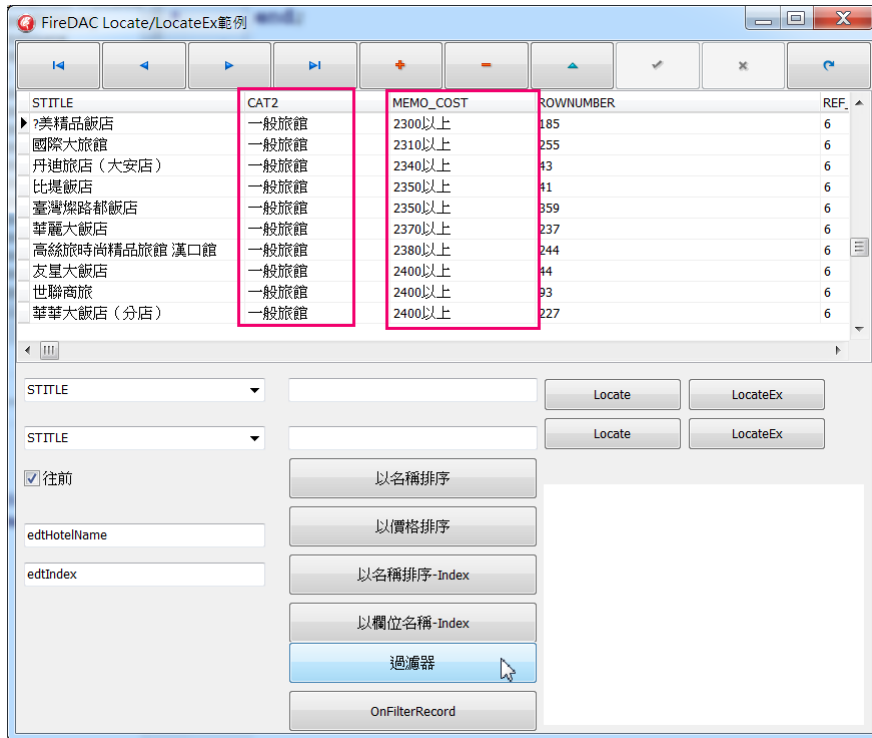 FireDAC Locate/LocateEx範例
STITLE CAT2 MEMO_COST ROWNUMBER REF_
?美精品飯店 一般旅館 2300以上 185 6
國際大旅館 一般旅館 2310以上 255 6
丹迪旅店（大安店） 一般旅館 2340以上 43 6
比堤飯店 一般旅館 2350以上 41 6
臺灣燦路都飯店 一般旅館 2350以上 359 6
華麗大飯店 一般旅館 2370以上 237 6
高絲旅時尚精品旅館 漢口館 一般旅館 2380以上 244 6
友星大飯店 一般旅館 2400以上 44 6
世聯商旅 一般旅館 2400以上 93 6
華華大飯店（分店） 一般旅館 2400以上 227 6
STITLE Locate LocateEx
STITLE Locate LocateEx
往前 以名稱排序
edtHotelName 以價格排序
edtIndex 以名稱排序-Index
以欄位名稱-Index
過濾器
OnFilterRecord